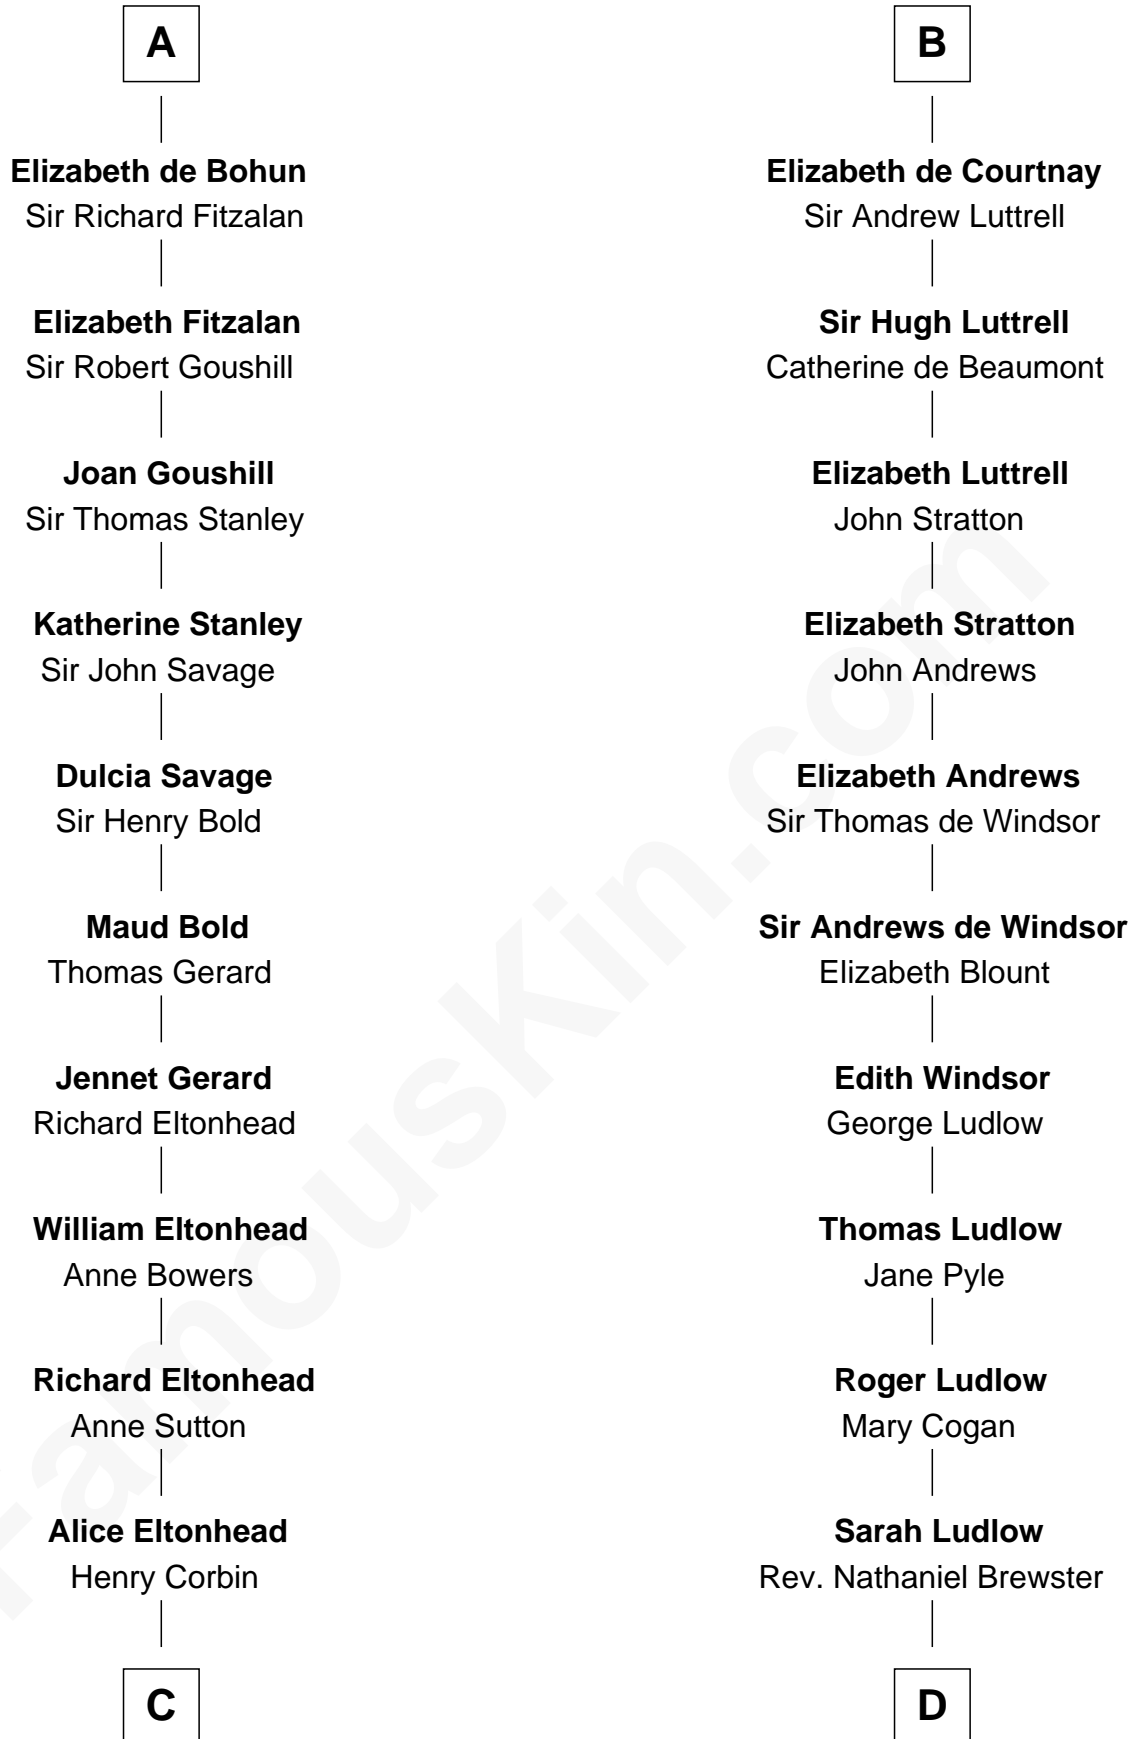 A
Elizabeth de Bohun
Sir Richard Fitzalan
Elizabeth Fitzalan
Sir Robert Goushill
Joan Goushill
Sir Thomas Stanley
Katherine Stanley
Sir John Savage
Dulcia Savage
Sir Henry Bold
Maud Bold
Thomas Gerard
Jennet Gerard
Richard Eltonhead
William Eltonhead
Anne Bowers
Richard Eltonhead
Anne Sutton
Alice Eltonhead
Henry Corbin
C
B
Elizabeth de Courtnay
Sir Andrew Luttrell
Sir Hugh Luttrell
Catherine de Beaumont
Elizabeth Luttrell
John Stratton
Elizabeth Stratton
John Andrews
Elizabeth Andrews
Sir Thomas de Windsor
Sir Andrews de Windsor
Elizabeth Blount
Edith Windsor
George Ludlow
Thomas Ludlow
Jane Pyle
Roger Ludlow
Mary Cogan
Sarah Ludlow
Rev. Nathaniel Brewster
D
FamousKin.com